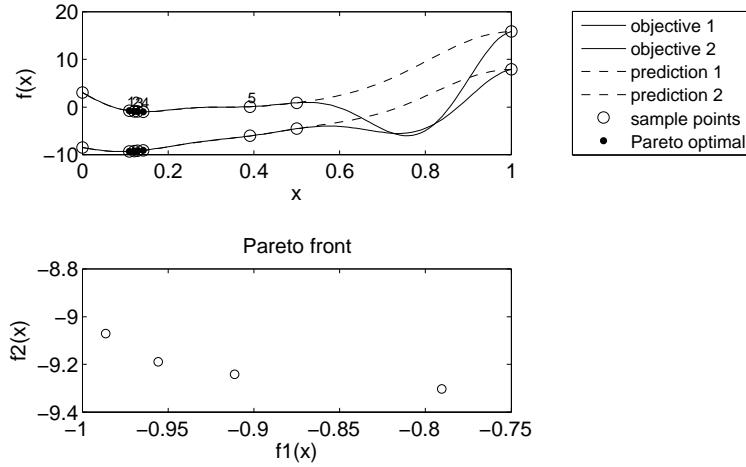 20
10
0
−10
0
0.2
0.4
0.6
0.8
1
x
f(x)
5
objective 1
objective 2
prediction 1
prediction 2
sample points
Pareto optimal
Pareto front
−8.8
−9
−9.2
−9.4
−1
−0.95
−0.9
−0.85
−0.8
−0.75
f1(x)
f2(x)